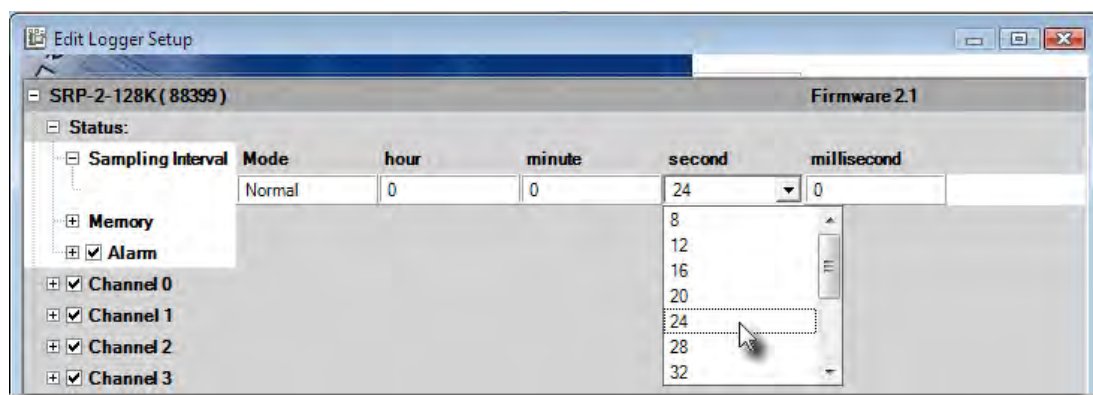 Edit Logger Setup
SRP-2-128K ( 88399 ) Firmware 2.1
Status:
Sampling Interval Mode hour minute second millisecond
Normal 0 0 24 0
8
Memory
12
Alarm
16
Channel 0
20
Channel 1
24
Channel 2
28
Channel 3
32